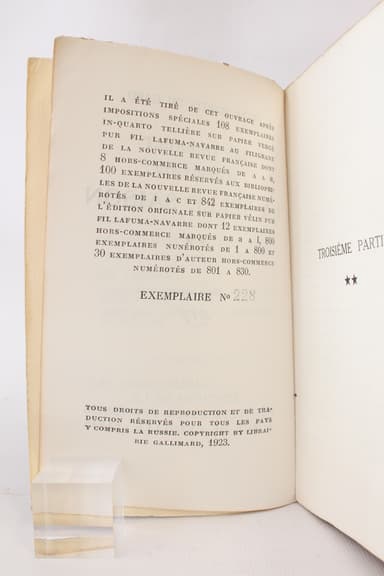 IL A ÉTÉ TIRÉ DE CET OUVRAGE APRÈS
IMPOSITIONS SPÉCIALES 108 EXEMPLAIRES
IN-QUARTO TELLIÈRE SUR PAPIER VERGÉ
PUR FIL LAFUMA-NAVARRE AU FILIGRANE
DE LA NOUVELLE REVUE FRANÇAISE DONT
8 HORS-COMMERCE MARQUÉS DE A A H,
100 EXEMPLAIRES RÉSERVÉS AUX BIBLIOPHI-
LES DE LA NOUVELLE REVUE FRANÇAISE NUMÉ-
ROTÉS DE I A C ET 842 EXEMPLAIRES DE
L'ÉDITION ORIGINALE SUR PAPIER VÉLIN PUR
FIL LAFUMA-NAVARRE DONT 12 EXEMPLAIRES
HORS-COMMERCE MARQUÉS DE a A l, 800
EXEMPLAIRES NUNÉROTÉS DE 1 A 800 ET
30 EXEMPLAIRES D'AUTEUR HORS-COMMERCE
NUMÉROTÉS DE 801 A 830.
EXEMPLAIRE No 228
TOUS DROITS DE REPRODUCTION ET DE TRA-
DUCTION RÉSERVÉS POUR TOUS LES PAYS
Y COMPRIS LA RUSSIE. COPYRIGHT BY LIBRAI-
RIE GALLIMARD, 1923.
TROISIÈME PARTI
★★